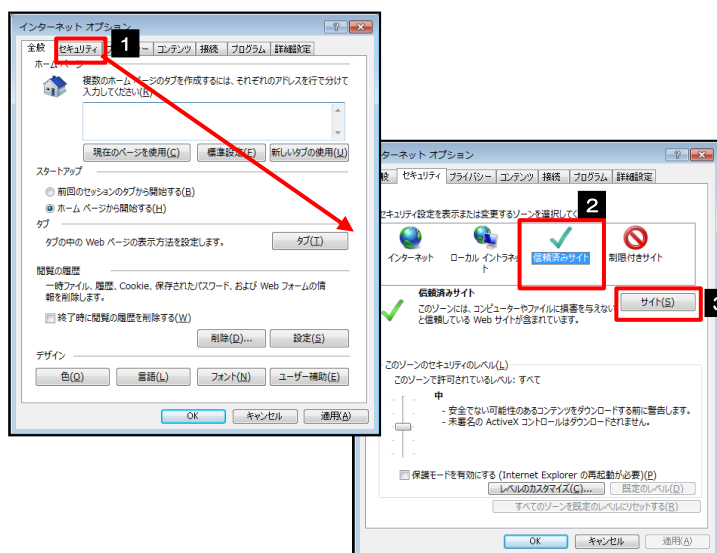 インターネット オプション
全般 セキュリティ コンテンツ 接続 プログラム 詳細設定
1
ホーム ページ
複数のホーム ページのタブを作成するには、それぞれのアドレスを行で分けて
入力してください(R)
現在のページを使用(C) 標準設定(F) 新しいタブの使用(U)
スタートアップ
前回のセッションのタブから開始する(B)
ホーム ページから開始する(H)
タブ
タブの中の Web ページの表示方法を設定します。 タブ(T)
閲覧の履歴
一時ファイル、履歴、Cookie、保存されたパスワード、および Web フォームの情
報を削除します。
終了時に閲覧の履歴を削除する(W)
削除(D)... 設定(S)
デザイン
色(O) 言語(L) フォント(N) ユーザー補助(E)
OK キャンセル 適用(A)
ターネット オプション
般 セキュリティ プライバシー コンテンツ 接続 プログラム 詳細設定
2
セキュリティ設定を表示または変更するゾーンを選択して
インターネット ローカル イントラネッ
ト 信頼済みサイト 制限付きサイト
信頼済みサイト
このゾーンには、コンピューターやファイルに損害を与えない
と信頼している Web サイトが含まれています。
サイト(S)
3
このゾーンのセキュリティのレベル(L)
このゾーンで許可されているレベル: すべて
中
- 安全でない可能性のあるコンテンツをダウンロードする前に警告します。
- 未署名の ActiveX コントロールはダウンロードされません。
保護モードを有効にする (Internet Explorer の再起動が必要)(P)
レベルのカスタマイズ(C)... 既定のレベル(D)
すべてのゾーンを既定のレベルにリセットする(R)
OK キャンセル 適用(A)